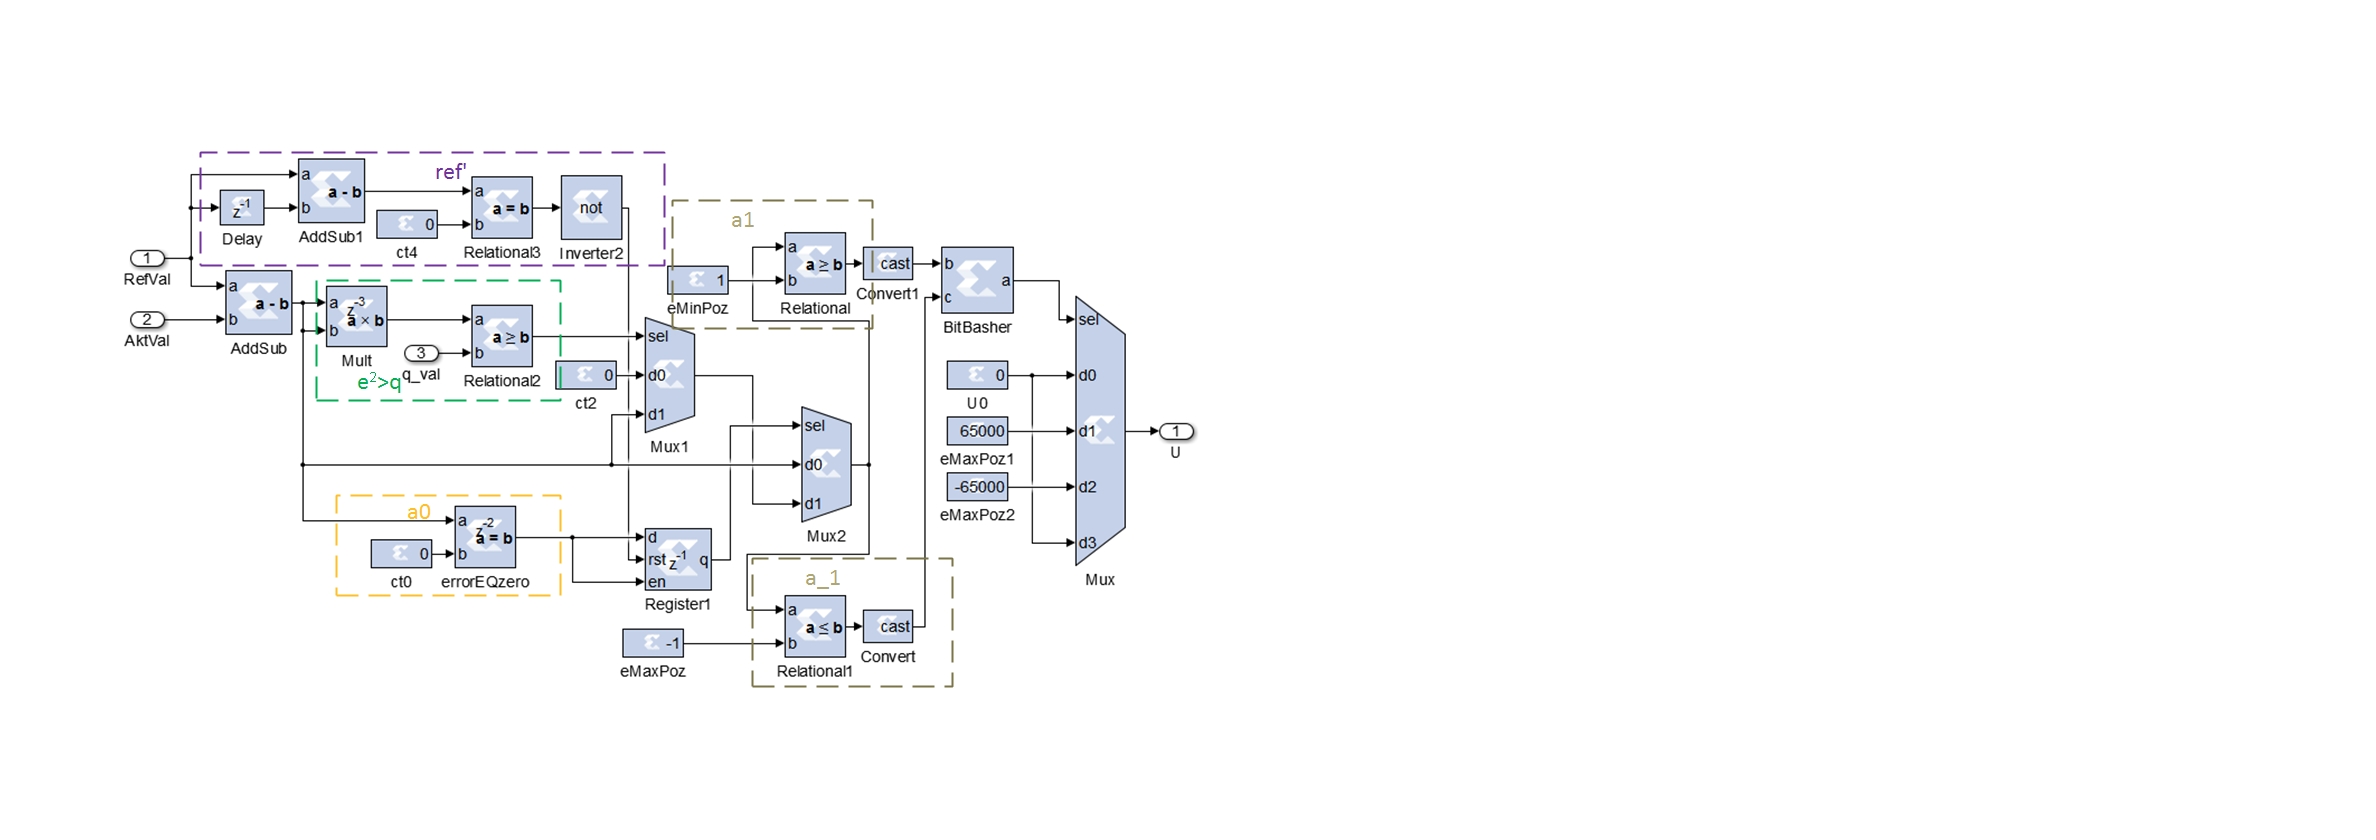 ref'
a
b
a - b
AddSub1
z-1
Delay
0
ct4
a
b
a = b
Relational3
not
Inverter2
1
RefVal
2
AktVal
a
b
a - b
AddSub
a
b
z-3
a × b
Mult
e2>q
3
q_val
a
b
a ≥ b
Relational2
0
ct2
sel
d0
d1
Mux1
a1
1
eMinPoz
a
b
a ≥ b
Relational
cast
Convert1
b
c
a
BitBasher
sel
d0
d1
Mux2
a0
0
ct0
a
b
z-2
a = b
errorEQzero
d
rst
en
z-1
q
Register1
a_1
-1
eMaxPoz
a
b
a ≤ b
Relational1
cast
Convert
0
U0
65000
eMaxPoz1
-65000
eMaxPoz2
sel
d0
d1
d2
d3
Mux
1
U